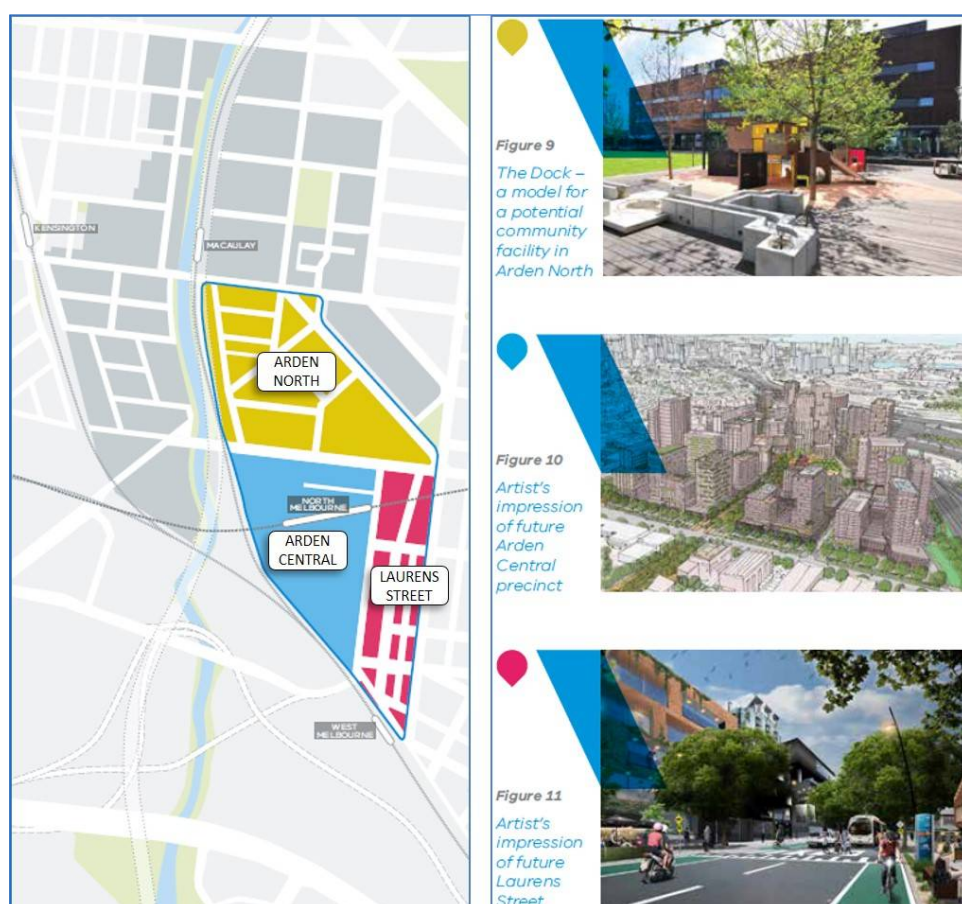 KENSINGTON
MACAULAY
ARDEN
NORTH
NORTH
MELBOURNE
ARDEN
CENTRAL
LAURENS
STREET
WEST
MELBOURNE
Figure 9
The Dock –
a model for
a potential
community
facility in
Arden North
Figure 10
Artist's
impression
of future
Arden
Central
precinct
Figure 11
Artist's
impression
of future
Laurens
Street